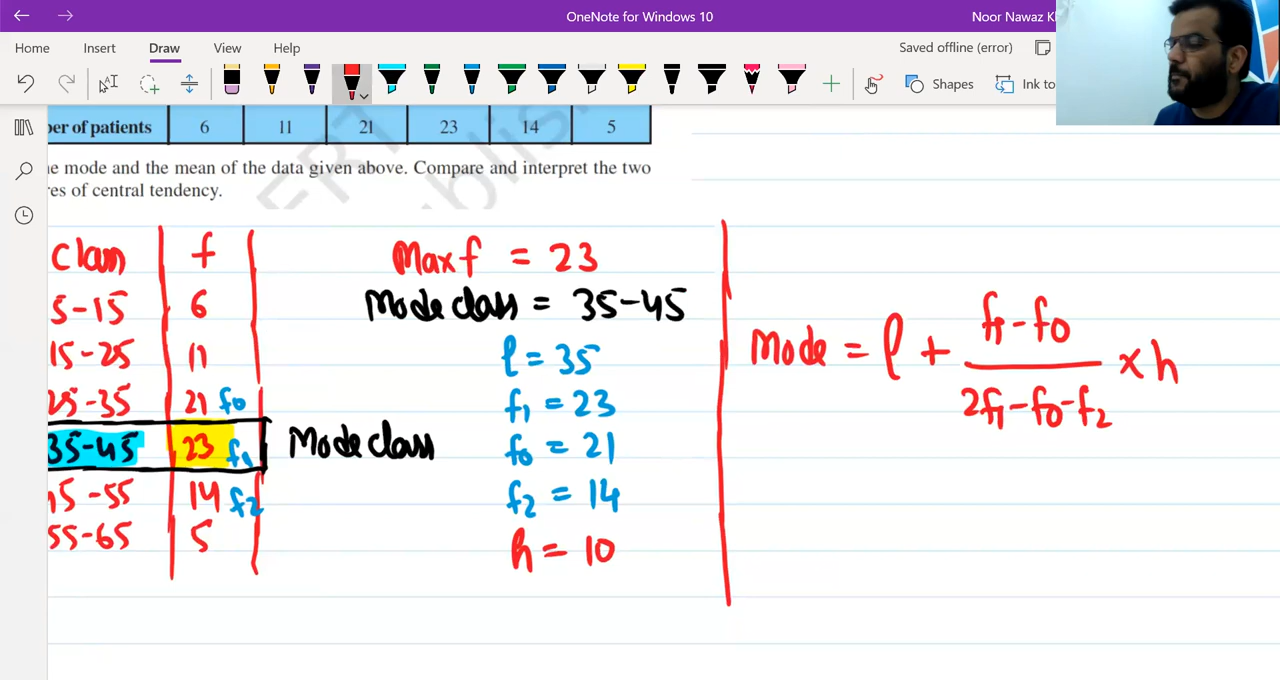 OneNote for Windows 10
Noor Nawaz
Home Insert Draw View Help
Saved offline (error)
Shapes
Ink to
er of patients 6 11 21 23 14 5
e mode and the mean of the data given above. Compare and interpret the two
es of central tendency.
Class f
5-15 6
15-25 11
25-35 21 f0
35-45 23 f1 Mode class
45-55 14 f2
55-65 5
Max f = 23
Mode class = 35-45
l = 35
f1 = 23
f0 = 21
f2 = 14
h = 10
Mode = l + f1-f0 / 2f1-f0-f2 × h